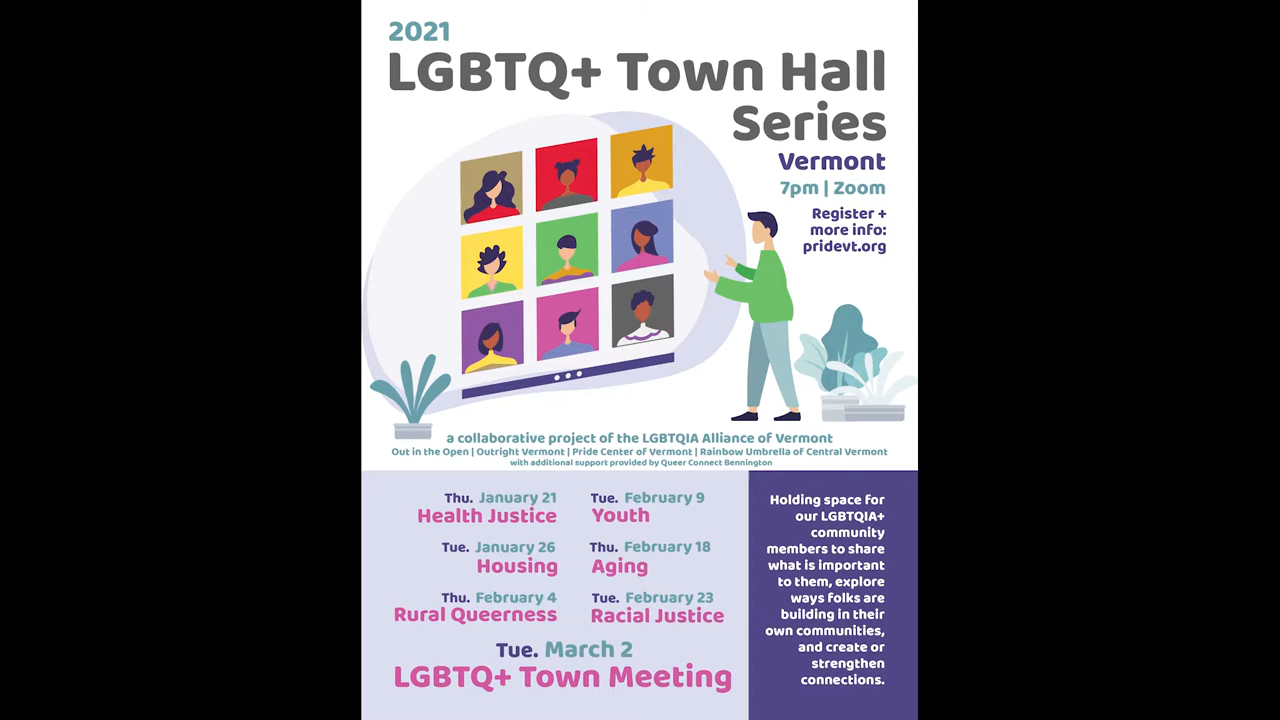 2021
LGBTQ+ Town Hall
Series
Vermont
7pm | Zoom
Register +
more info:
pridevt.org
a collaborative project of the LGBTQIA Alliance of Vermont
Out in the Open | Outright Vermont | Pride Center of Vermont | Rainbow Umbrella of Central Vermont
with additional support provided by Queer Connect Bennington
Thu. January 21
Health Justice
Tue. January 26
Housing
Thu. February 4
Rural Queerness
Tue. February 9
Youth
Thu. February 18
Aging
Tue. February 23
Racial Justice
Tue. March 2
LGBTQ+ Town Meeting
Holding space for
our LGBTQIA+
community
members to share
what is important
to them, explore
ways folks are
building in their
own communities,
and create or
strengthen
connections.